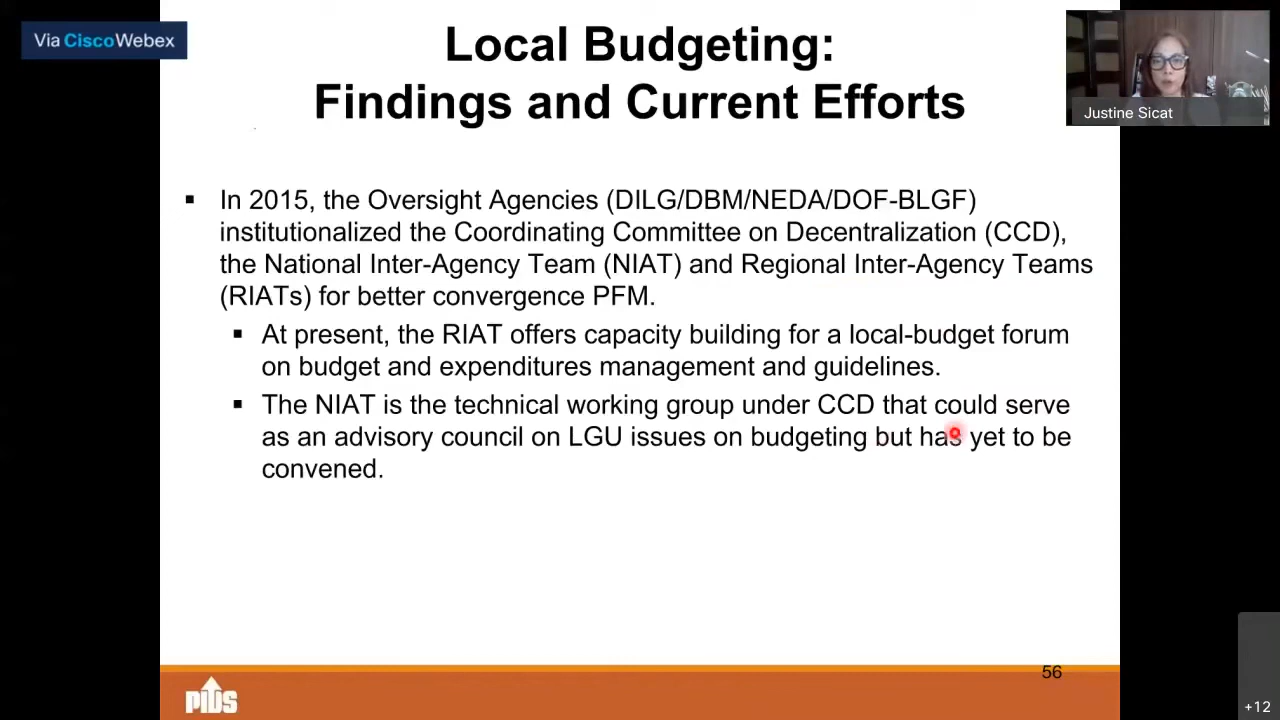 Via CiscoWebex
Local Budgeting:
Findings and Current Efforts
Justine Sicat
▪ In 2015, the Oversight Agencies (DILG/DBM/NEDA/DOF-BLGF)
institutionalized the Coordinating Committee on Decentralization (CCD),
the National Inter-Agency Team (NIAT) and Regional Inter-Agency Teams
(RIATs) for better convergence PFM.
▪ At present, the RIAT offers capacity building for a local-budget forum
on budget and expenditures management and guidelines.
▪ The NIAT is the technical working group under CCD that could serve
as an advisory council on LGU issues on budgeting but has yet to be
convened.
56
PIDS
+12